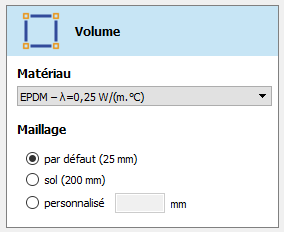 Volume
Matériau
EPDM – λ=0,25 W/(m.°C)
Maillage
par défaut (25 mm)
sol (200 mm)
personnalisé mm